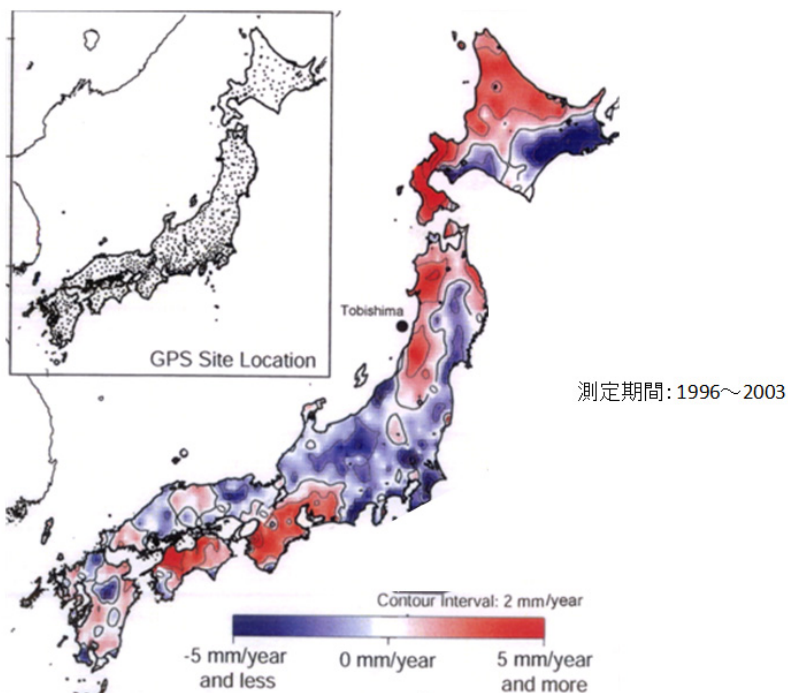 GPS Site Location
Tobishima
測定期間：1996～2003
Contour Interval: 2 mm/year
-5 mm/year
and less
0 mm/year
5 mm/year
and more